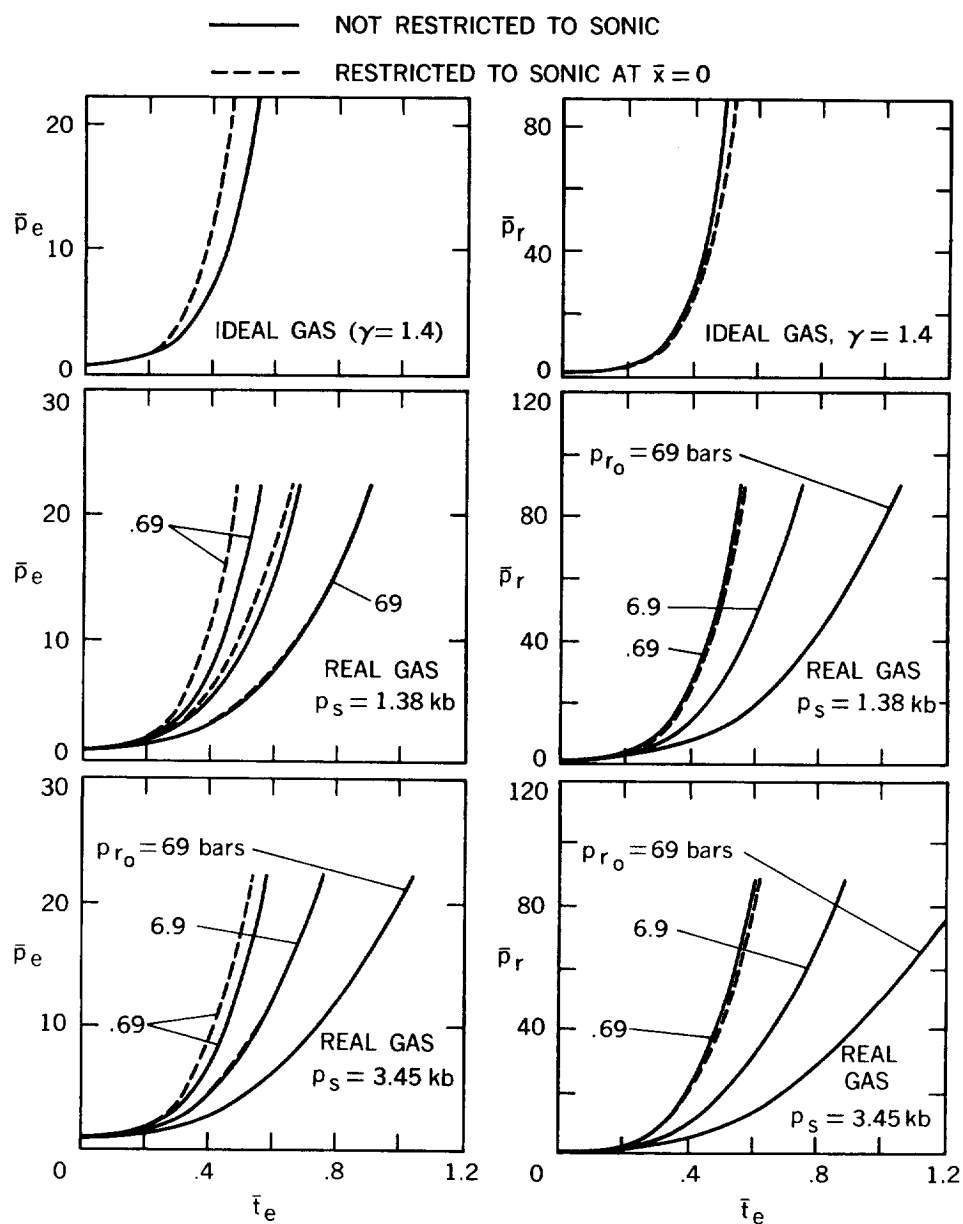 NOT RESTRICTED TO SONIC
RESTRICTED TO SONIC AT x̄ = 0
20
p̄e
10
0
IDEAL GAS (γ = 1.4)
80
p̄r
40
0
IDEAL GAS, γ = 1.4
30
20
p̄e
10
0
.69
69
REAL GAS
ps = 1.38 kb
120
80
p̄r
40
0
pro = 69 bars
6.9
.69
REAL GAS
ps = 1.38 kb
30
20
p̄e
10
0
pro = 69 bars
6.9
.69
REAL GAS
ps = 3.45 kb
.4
.8
1.2
t̄e
120
80
p̄r
40
0
pro = 69 bars
6.9
.69
REAL
GAS
ps = 3.45 kb
.4
.8
1.2
t̄e